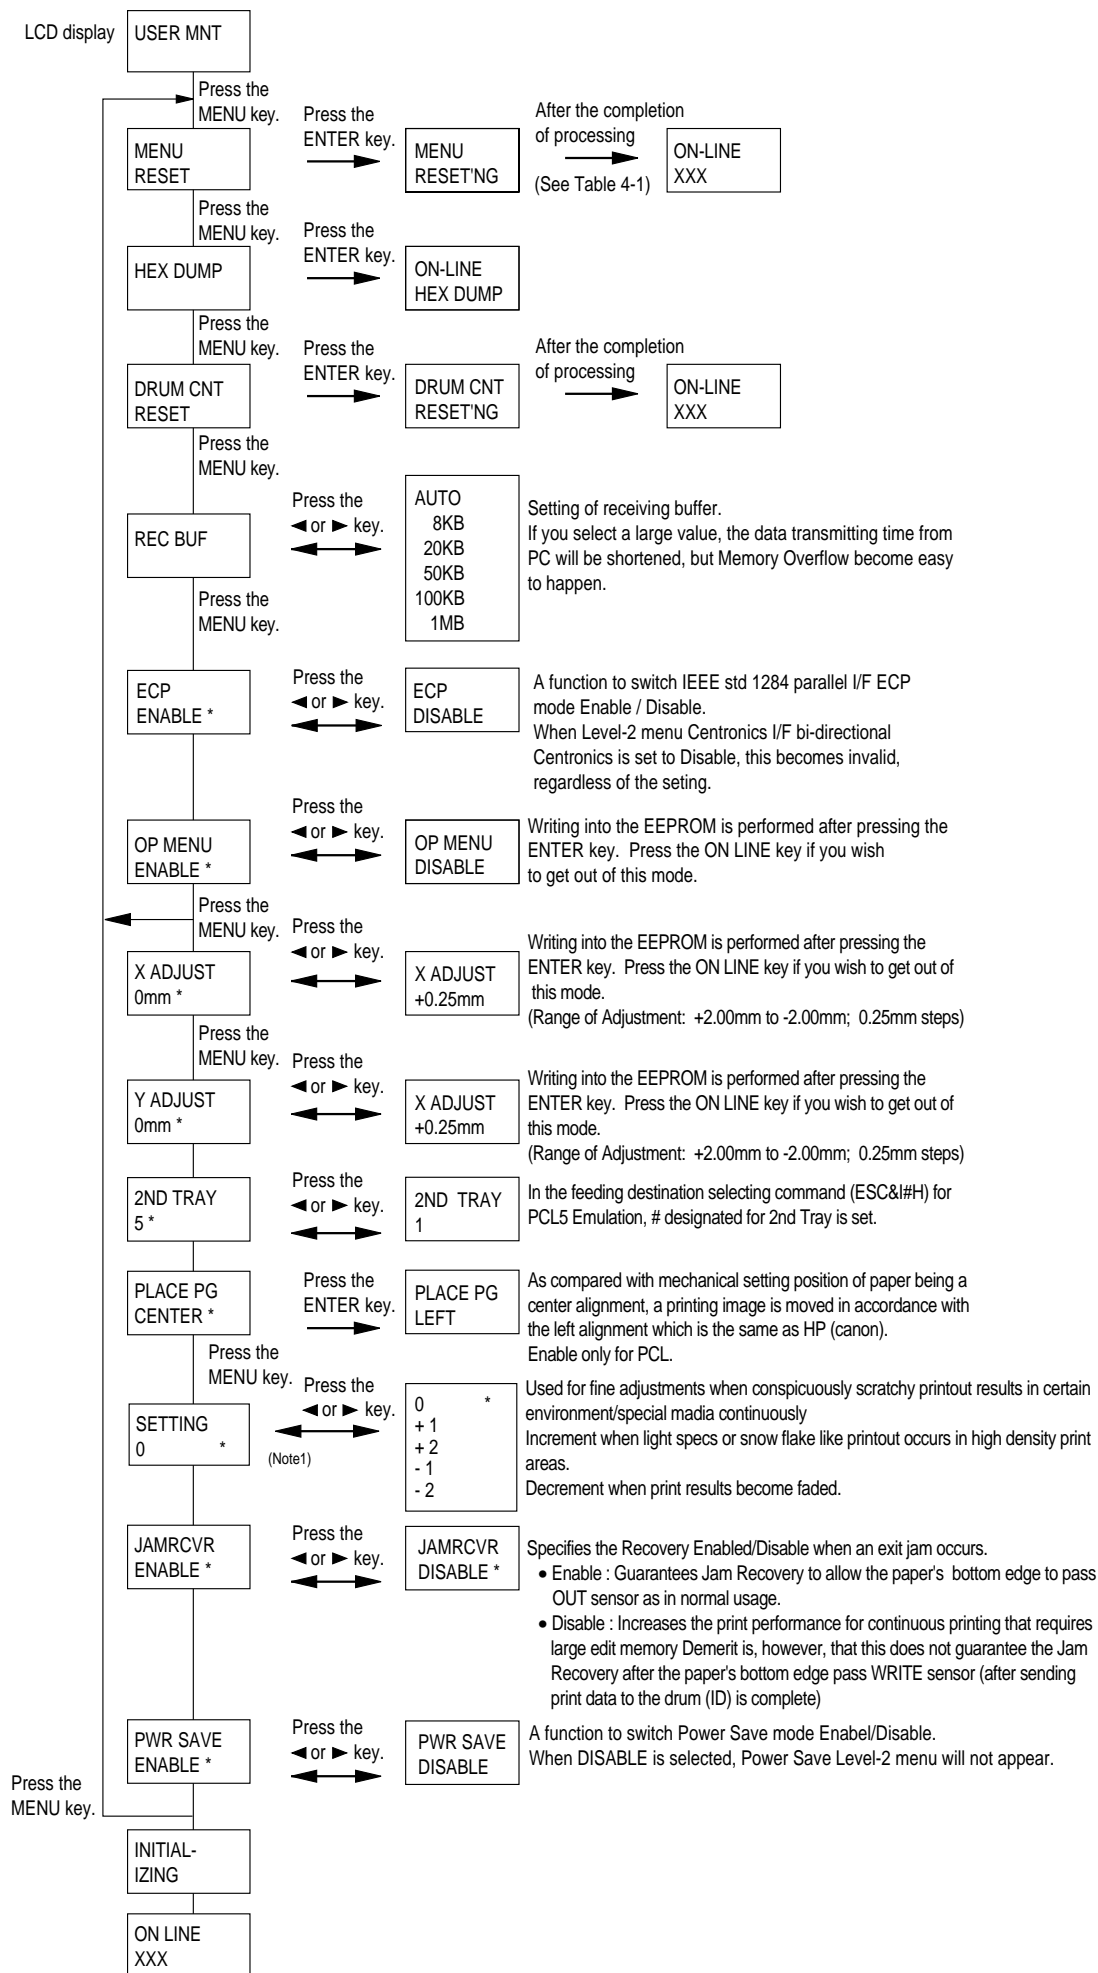 LCD display
USER MNT
Press the
MENU key.
MENU
RESET
Press the
ENTER key.
MENU
RESET'NG
After the completion
of processing
(See Table 4-1)
ON-LINE
XXX
Press the
MENU key.
HEX DUMP
Press the
ENTER key.
ON-LINE
HEX DUMP
Press the
MENU key.
DRUM CNT
RESET
Press the
ENTER key.
DRUM CNT
RESET'NG
After the completion
of processing
ON-LINE
XXX
Press the
MENU key.
REC BUF
Press the
◄ or ► key.
AUTO
8KB
20KB
50KB
100KB
1MB
Setting of receiving buffer.
If you select a large value, the data transmitting time from
PC will be shortened, but Memory Overflow become easy
to happen.
Press the
MENU key.
ECP
ENABLE *
Press the
◄ or ► key.
ECP
DISABLE
A function to switch IEEE std 1284 parallel I/F ECP
mode Enable / Disable.
When Level-2 menu Centronics I/F bi-directional
Centronics is set to Disable, this becomes invalid,
regardless of the seting.
OP MENU
ENABLE *
Press the
◄ or ► key.
OP MENU
DISABLE
Writing into the EEPROM is performed after pressing the
ENTER key.  Press the ON LINE key if you wish
to get out of this mode.
Press the
MENU key.
X ADJUST
0mm *
Press the
◄ or ► key.
X ADJUST
+0.25mm
Writing into the EEPROM is performed after pressing the
ENTER key.  Press the ON LINE key if you wish to get out of
this mode.
(Range of Adjustment:  +2.00mm to -2.00mm;  0.25mm steps)
Press the
MENU key.
Y ADJUST
0mm *
Press the
◄ or ► key.
X ADJUST
+0.25mm
Writing into the EEPROM is performed after pressing the
ENTER key.  Press the ON LINE key if you wish to get out of
this mode.
(Range of Adjustment:  +2.00mm to -2.00mm;  0.25mm steps)
2ND TRAY
5 *
Press the
◄ or ► key.
2ND  TRAY
1
In the feeding destination selecting command (ESC&l#H) for
PCL5 Emulation, # designated for 2nd Tray is set.
PLACE PG
CENTER *
Press the
ENTER key.
PLACE PG
LEFT
As compared with mechanical setting position of paper being a
center alignment, a printing image is moved in accordance with
the left alignment which is the same as HP (canon).
Enable only for PCL.
Press the
MENU key.
SETTING
0 *
Press the
◄ or ► key.
(Note1)
0 *
+ 1
+ 2
- 1
- 2
Used for fine adjustments when conspicuously scratchy printout results in certain
environment/special madia continuously
Increment when light specs or snow flake like printout occurs in high density print
areas.
Decrement when print results become faded.
JAMRCVR
ENABLE *
Press the
◄ or ► key.
JAMRCVR
DISABLE *
Specifies the Recovery Enabled/Disable when an exit jam occurs.
• Enable : Guarantees Jam Recovery to allow the paper's  bottom edge to pass
OUT sensor as in normal usage.
• Disable : Increases the print performance for continuous printing that requires
large edit memory Demerit is, however, that this does not guarantee the Jam
Recovery after the paper's bottom edge pass WRITE sensor (after sending
print data to the drum (ID) is complete)
PWR SAVE
ENABLE *
Press the
◄ or ► key.
PWR SAVE
DISABLE
A function to switch Power Save mode Enabel/Disable.
When DISABLE is selected, Power Save Level-2 menu will not appear.
Press the
MENU key.
INITIAL-
IZING
ON LINE
XXX